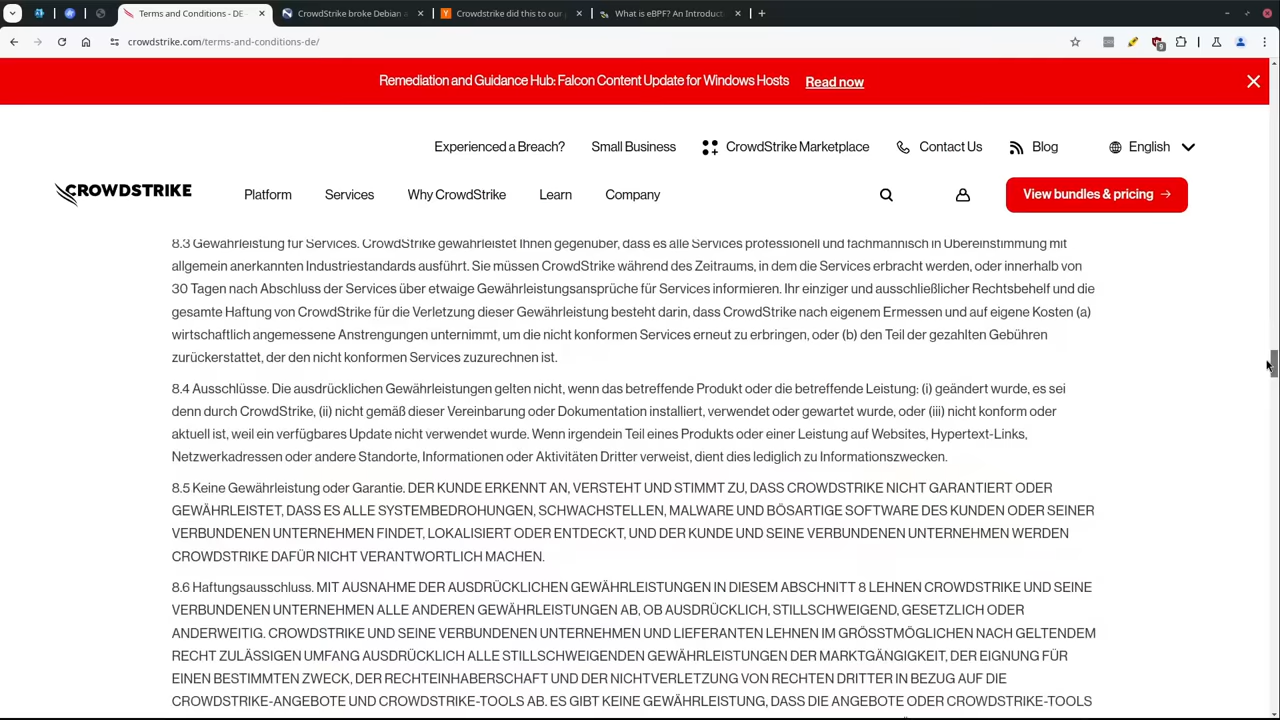 Terms and Conditions - DE -
CrowdStrike broke Debian a
Crowdstrike did this to our p
What is eBPF? An Introduct
crowdstrike.com/terms-and-conditions-de/
9
Remediation and Guidance Hub: Falcon Content Update for Windows Hosts Read now
Experienced a Breach? Small Business CrowdStrike Marketplace Contact Us Blog English
CROWDSTRIKE Platform Services Why CrowdStrike Learn Company View bundles & pricing →
8.3 Gewährleistung für Services. CrowdStrike gewährleistet Ihnen gegenüber, dass es alle Services professionell und fachmännisch in Übereinstimmung mit
allgemein anerkannten Industriestandards ausführt. Sie müssen CrowdStrike während des Zeitraums, in dem die Services erbracht werden, oder innerhalb von
30 Tagen nach Abschluss der Services über etwaige Gewährleistungsansprüche für Services informieren. Ihr einziger und ausschließlicher Rechtsbehelf und die
gesamte Haftung von CrowdStrike für die Verletzung dieser Gewährleistung besteht darin, dass CrowdStrike nach eigenem Ermessen und auf eigene Kosten (a)
wirtschaftlich angemessene Anstrengungen unternimmt, um die nicht konformen Services erneut zu erbringen, oder (b) den Teil der gezahlten Gebühren
zurückerstattet, der den nicht konformen Services zuzurechnen ist.
8.4 Ausschlüsse. Die ausdrücklichen Gewährleistungen gelten nicht, wenn das betreffende Produkt oder die betreffende Leistung: (i) geändert wurde, es sei
denn durch CrowdStrike, (ii) nicht gemäß dieser Vereinbarung oder Dokumentation installiert, verwendet oder gewartet wurde, oder (iii) nicht konform oder
aktuell ist, weil ein verfügbares Update nicht verwendet wurde. Wenn irgendein Teil eines Produkts oder einer Leistung auf Websites, Hypertext-Links,
Netzwerkadressen oder andere Standorte, Informationen oder Aktivitäten Dritter verweist, dient dies lediglich zu Informationszwecken.
8.5 Keine Gewährleistung oder Garantie. DER KUNDE ERKENNT AN, VERSTEHT UND STIMMT ZU, DASS CROWDSTRIKE NICHT GARANTIERT ODER
GEWÄHRLEISTET, DASS ES ALLE SYSTEMBEDROHUNGEN, SCHWACHSTELLEN, MALWARE UND BÖSARTIGE SOFTWARE DES KUNDEN ODER SEINER
VERBUNDENEN UNTERNEHMEN FINDET, LOKALISIERT ODER ENTDECKT, UND DER KUNDE UND SEINE VERBUNDENEN UNTERNEHMEN WERDEN
CROWDSTRIKE DAFÜR NICHT VERANTWORTLICH MACHEN.
8.6 Haftungsausschluss. MIT AUSNAHME DER AUSDRÜCKLICHEN GEWÄHRLEISTUNGEN IN DIESEM ABSCHNITT 8 LEHNEN CROWDSTRIKE UND SEINE
VERBUNDENEN UNTERNEHMEN ALLE ANDEREN GEWÄHRLEISTUNGEN AB, OB AUSDRÜCKLICH, STILLSCHWEIGEND, GESETZLICH ODER
ANDERWEITIG. CROWDSTRIKE UND SEINE VERBUNDENEN UNTERNEHMEN UND LIEFERANTEN LEHNEN IM GRÖSSTMÖGLICHEN NACH GELTENDEM
RECHT ZULÄSSIGEN UMFANG AUSDRÜCKLICH ALLE STILLSCHWEIGENDEN GEWÄHRLEISTUNGEN DER MARKTGÄNGIGKEIT, DER EIGNUNG FÜR
EINEN BESTIMMTEN ZWECK, DER RECHTEINHABERSCHAFT UND DER NICHTVERLETZUNG VON RECHTEN DRITTER IN BEZUG AUF DIE
CROWDSTRIKE-ANGEBOTE UND CROWDSTRIKE-TOOLS AB. ES GIBT KEINE GEWÄHRLEISTUNG, DASS DIE ANGEBOTE ODER CROWDSTRIKE-TOOLS